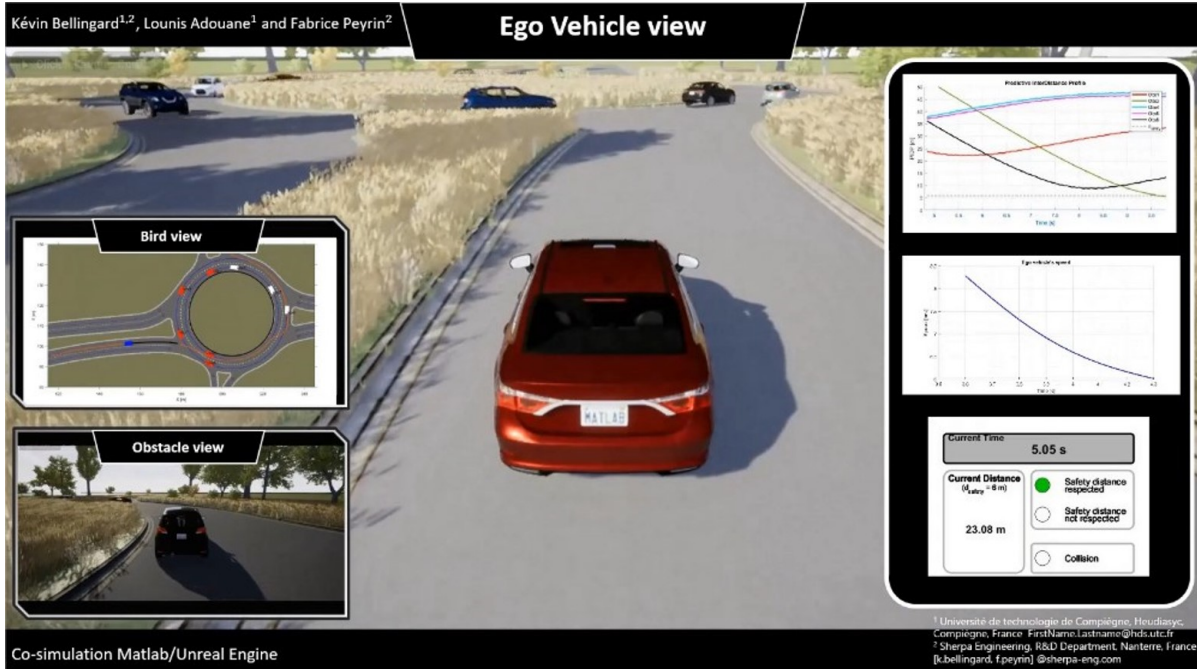 Kévin Bellingard1,2, Lounis Adouane1 and Fabrice Peyrin2
Ego Vehicle view
Bird view
Obstacle view
MATLAB
Predictive InterDistance Profile
Time [s]
Ego vehicle's speed
Current Time
5.05 s
Current Distance
(dsafety = 6 m)
23.08 m
Safety distance
respected
Safety distance
not respected
Collision
Co-simulation Matlab/Unreal Engine
1 Université de technologie de Compiègne, Heudiasyc,
Compiègne, France FirstName.Lastname@hds.utc.fr
2 Sherpa Engineering, R&D Department, Nanterre, France
[k.bellingard, f.peyrin] @sherpa-eng.com